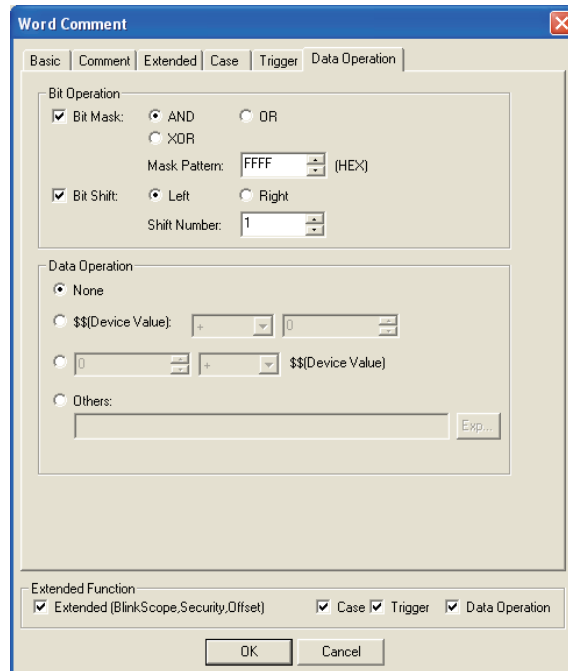 Word Comment
Basic Comment Extended Case Trigger Data Operation
Bit Operation
Bit Mask: AND OR
XOR
Mask Pattern: FFFF (HEX)
Bit Shift: Left Right
Shift Number: 1
Data Operation
None
$$(Device Value): + 0
0 + $$(Device Value)
Others:
Exp...
Extended Function
Extended (BlinkScope,Security,Offset) Case Trigger Data Operation
OK Cancel